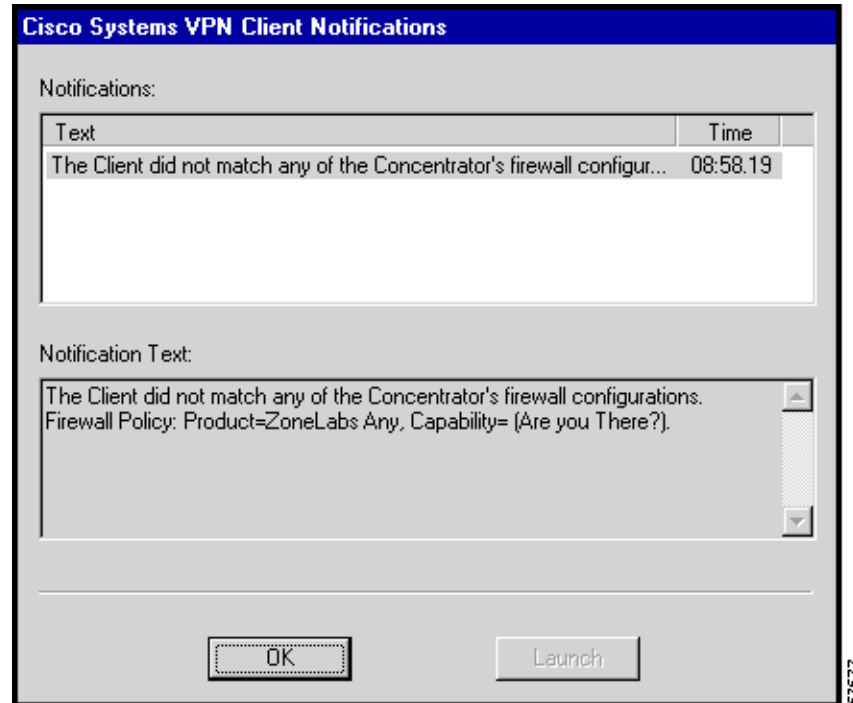 Cisco Systems VPN Client Notifications
Notifications:
Text Time
The Client did not match any of the Concentrator's firewall configur... 08:58.19
Notification Text:
The Client did not match any of the Concentrator's firewall configurations.
Firewall Policy: Product=ZoneLabs Any, Capability= (Are you There?).
OK Launch